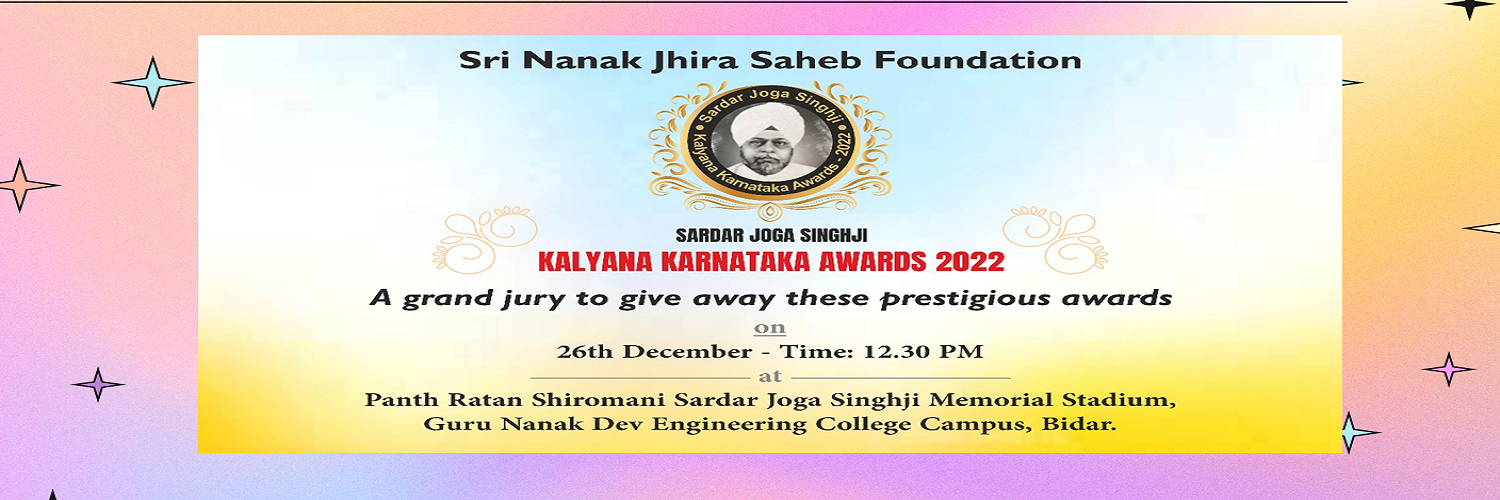 Sri Nanak Jhira Saheb Foundation
Sardar Joga Singhji
Kalyana Karnataka Awards - 2022
SARDAR JOGA SINGHJI
KALYANA KARNATAKA AWARDS 2022
A grand jury to give away these prestigious awards
on
26th December - Time: 12.30 PM
at
Panth Ratan Shiromani Sardar Joga Singhji Memorial Stadium,
Guru Nanak Dev Engineering College Campus, Bidar.